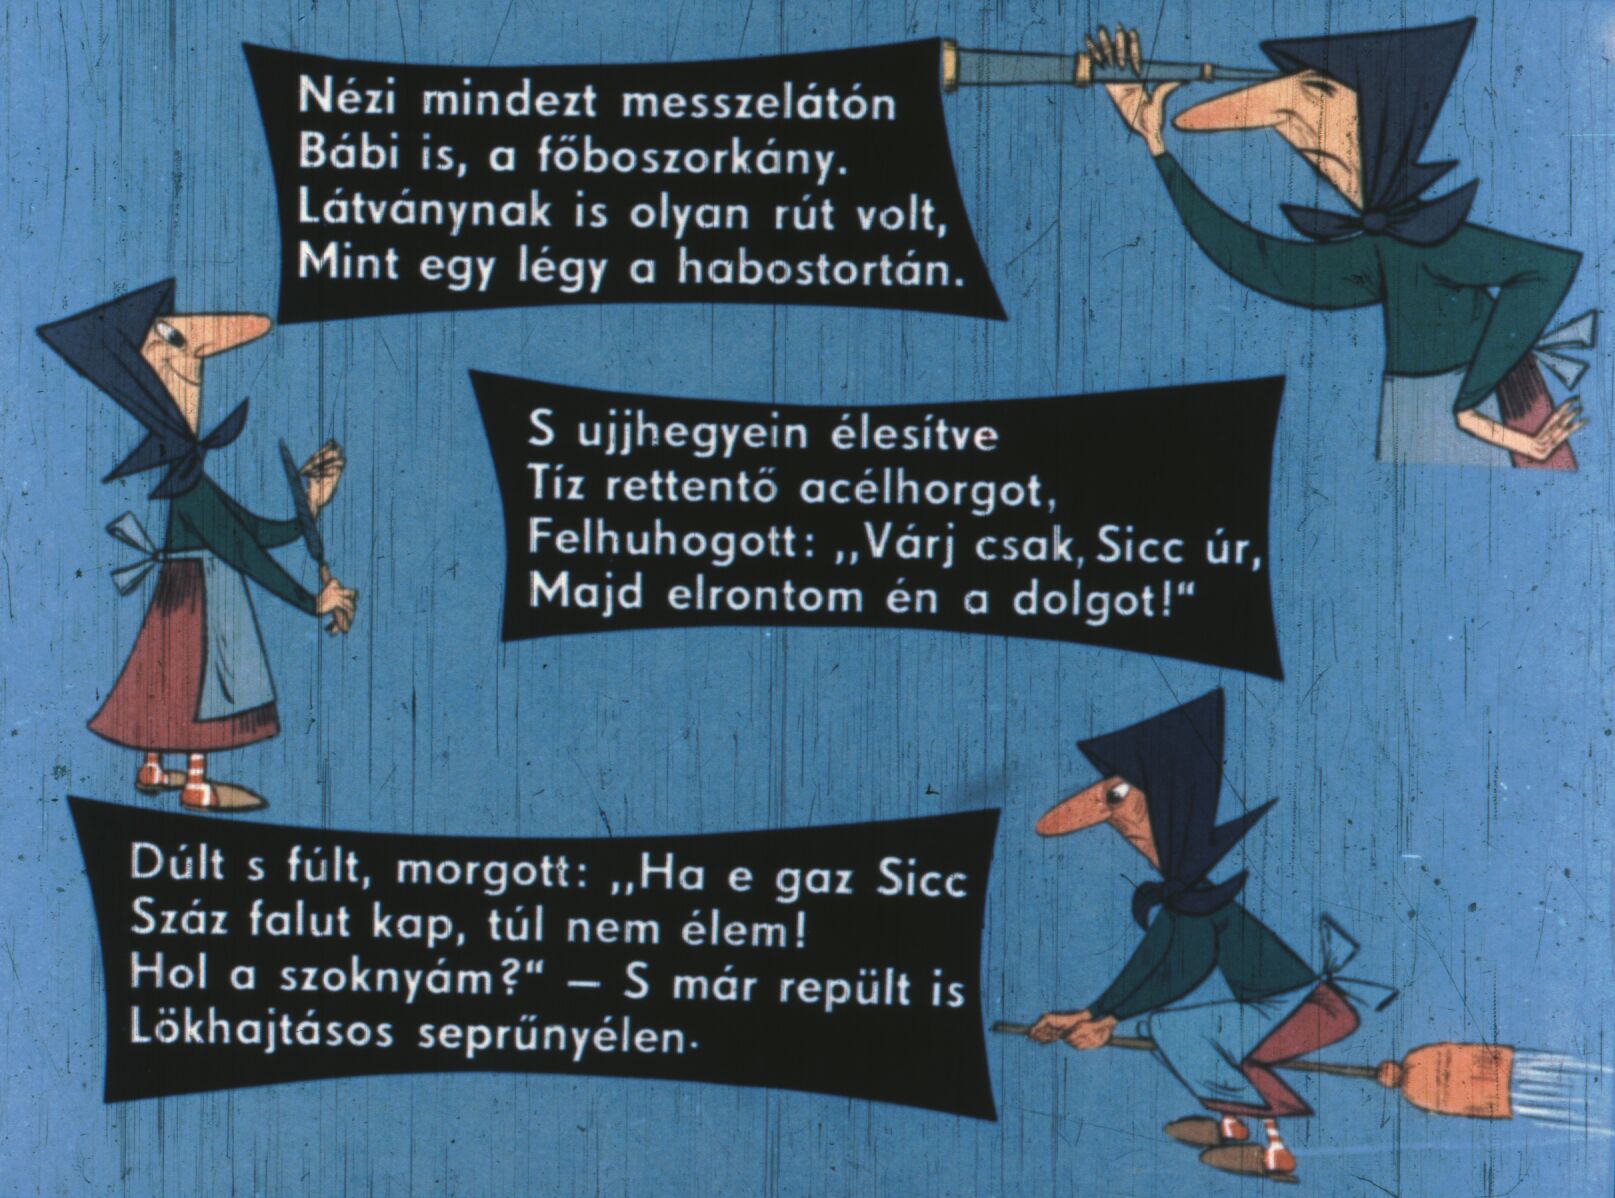 Nézi mindezt messzelátón
Bábi is, a főboszorkány.
Látványnak is olyan rút volt,
Mint egy légy a habostortán.
S ujjhegyein élesítve
Tíz rettentő acélhorgot,
Felhuhogott: „Várj csak, Sicc úr,
Majd elrontom én a dolgot!“
Dúlt s fúlt, morgott: „Ha e gaz Sicc
Száz falut kap, túl nem élem!
Hol a szoknyám?“ — S már repült is
Lökhajtásos seprűnyélen.